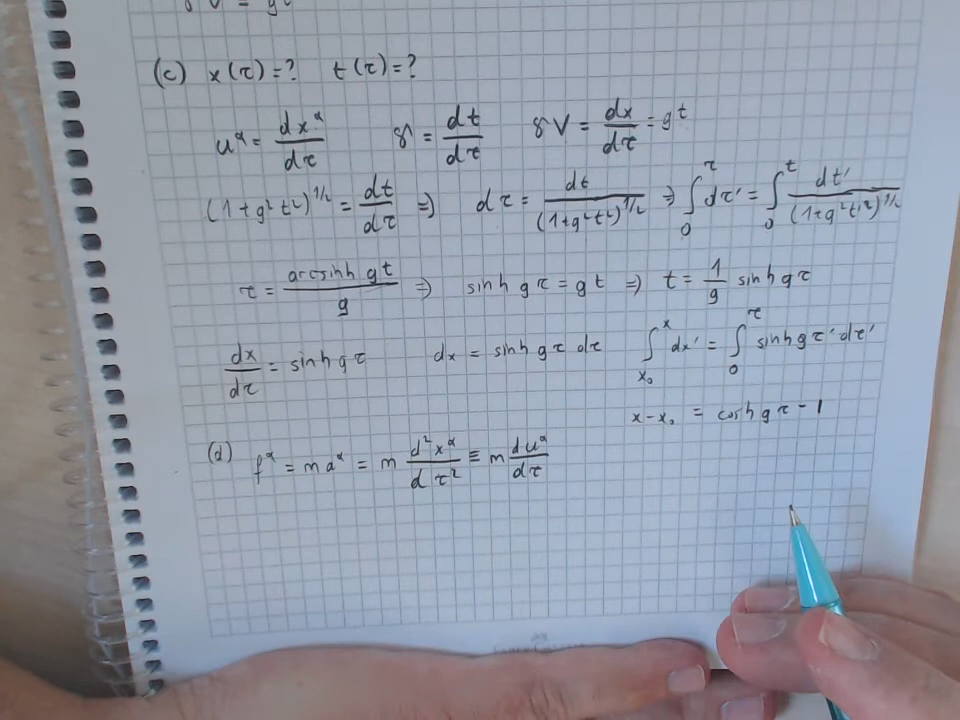 (c) x(τ)=? t(τ)=?
u^α = dx^α/dτ γ = dt/dτ γV = dx/dτ = gt
(1+g²t²)^1/2 = dt/dτ ⇒ dτ = dt/(1+g²t²)^1/2 ⇒ ∫₀^τ dτ' = ∫₀^t dt'/(1+g²t'²)^1/2
τ = arcsinh gt/g ⇒ sinh gτ = gt ⇒ t = 1/g sinh gτ
dx/dτ = sinh gτ dx = sinh gτ dτ ∫_x₀^x dx' = ∫₀^τ sinh gτ' dτ'
x-x₀ = cosh gτ - 1
(d) f^α = ma^α = m d²x^α/dτ² ≡ m du^α/dτ